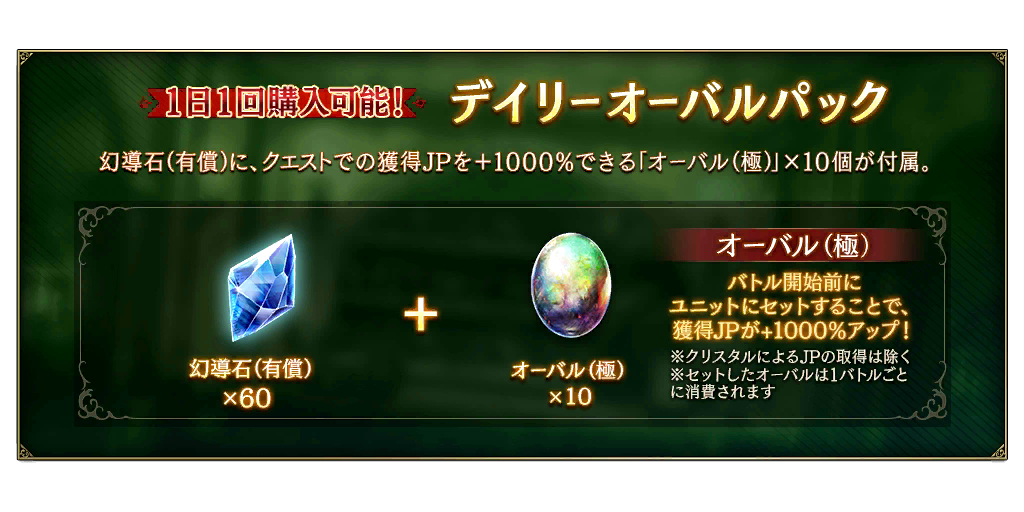 1日1回購入可能!
デイリーオーバルパック
幻導石(有償)に、クエストでの獲得JPを+1000%できる「オーバル(極)」×10個が付属。
幻導石(有償)
×60
+
オーバル(極)
×10
オーバル(極)
バトル開始前に
ユニットにセットすることで、
獲得JPが+1000%アップ!
※クリスタルによるJPの取得は除く
※セットしたオーバルは1バトルごと
に消費されます